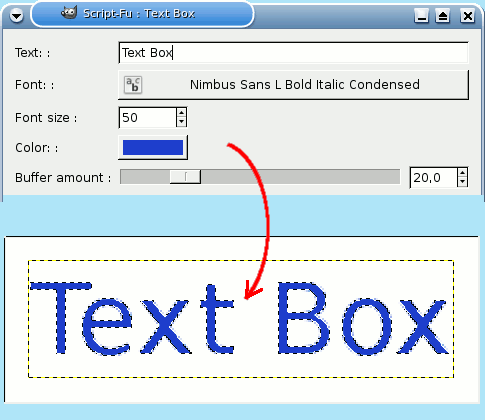 Script-Fu : Text Box
Text: : Text Box
Font: : abc Nimbus Sans L Bold Italic Condensed
Font size : 50
Color: :
Buffer amount : 20,0
Text Box